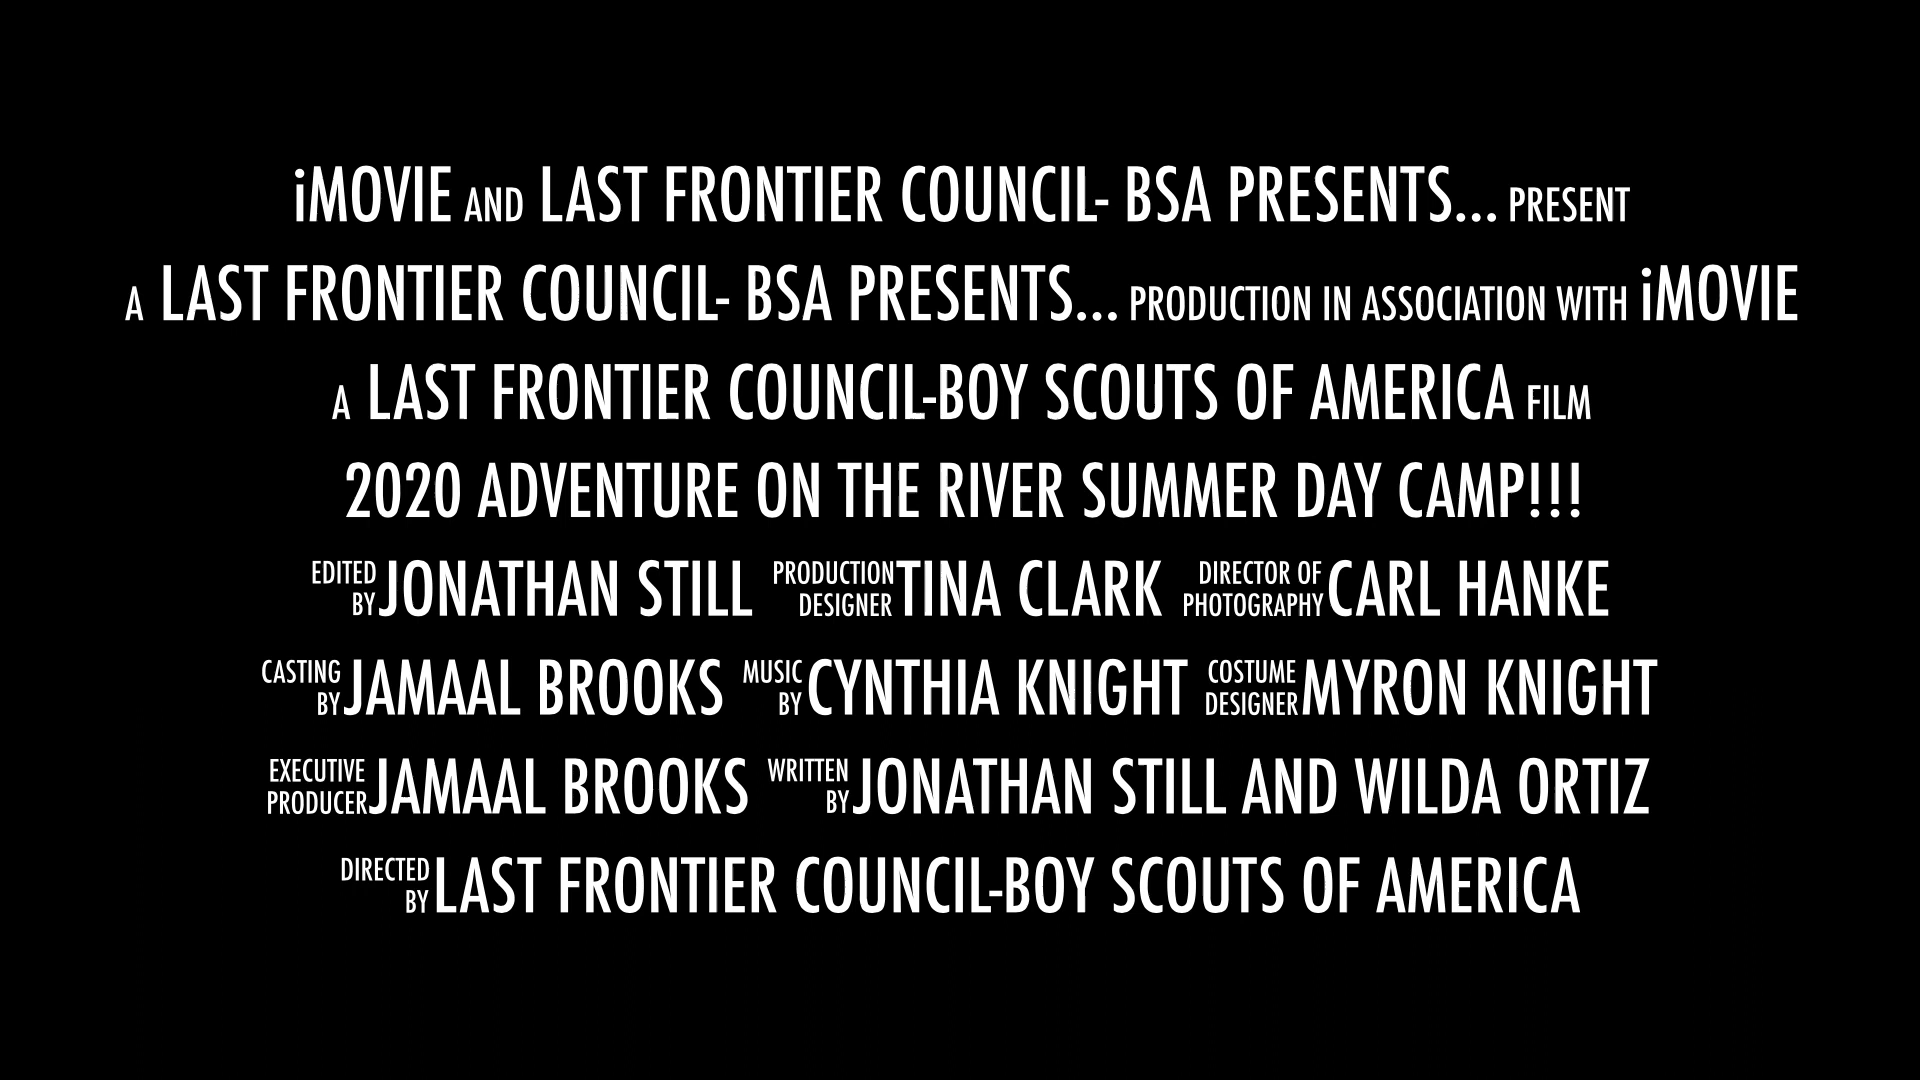 iMOVIE AND LAST FRONTIER COUNCIL- BSA PRESENTS... PRESENT
A LAST FRONTIER COUNCIL- BSA PRESENTS... PRODUCTION IN ASSOCIATION WITH iMOVIE
A LAST FRONTIER COUNCIL-BOY SCOUTS OF AMERICA FILM
2020 ADVENTURE ON THE RIVER SUMMER DAY CAMP!!!
EDITED BY JONATHAN STILL PRODUCTION DESIGNER TINA CLARK DIRECTOR OF PHOTOGRAPHY CARL HANKE
CASTING BY JAMAAL BROOKS MUSIC BY CYNTHIA KNIGHT COSTUME DESIGNER MYRON KNIGHT
EXECUTIVE PRODUCER JAMAAL BROOKS WRITTEN BY JONATHAN STILL AND WILDA ORTIZ
DIRECTED BY LAST FRONTIER COUNCIL-BOY SCOUTS OF AMERICA